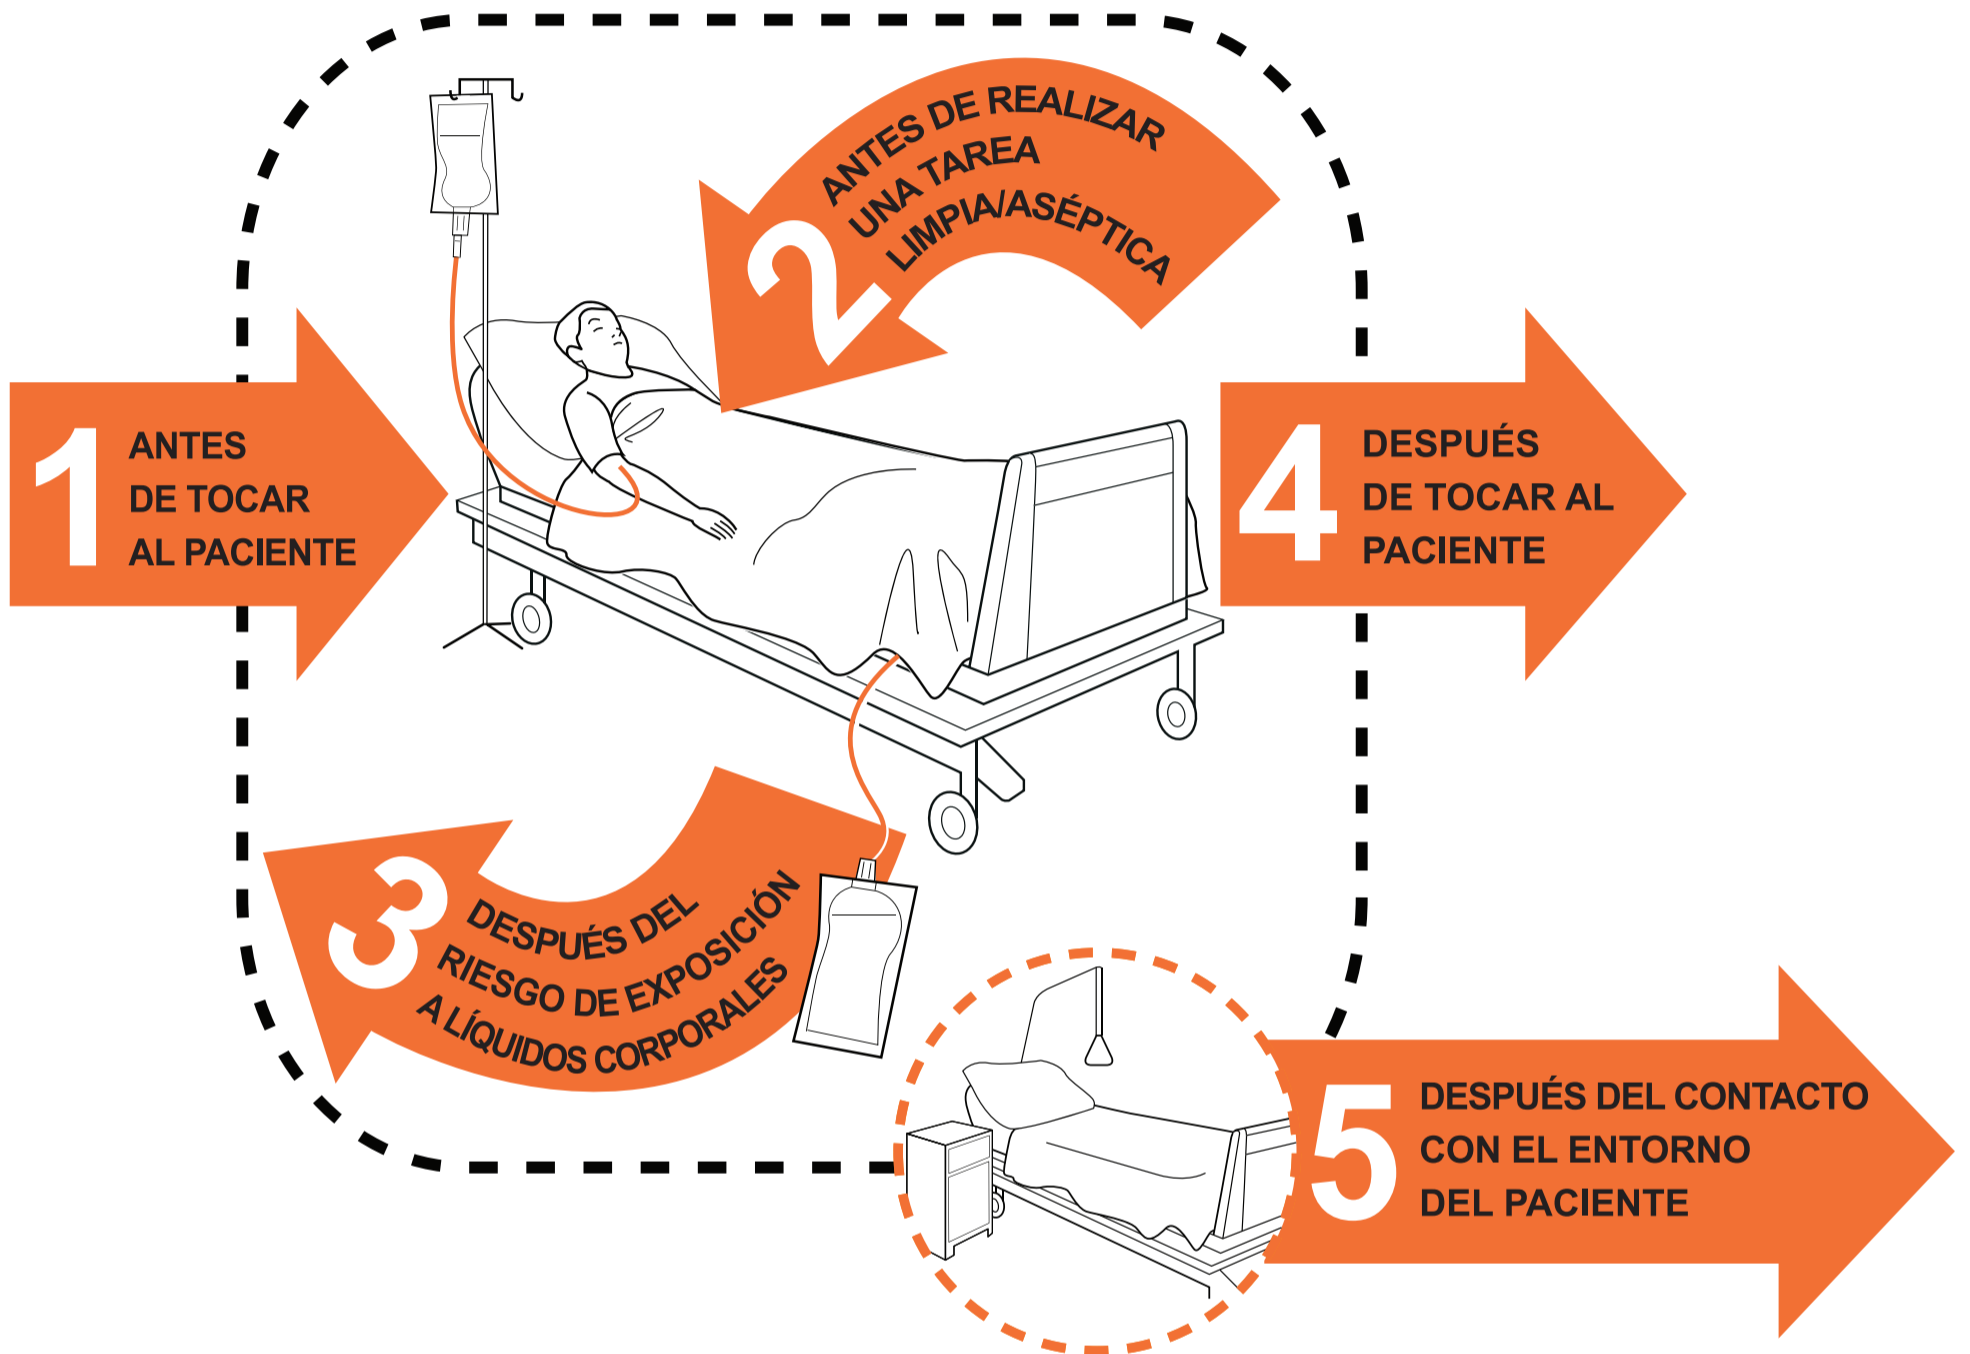 1
ANTES
DE TOCAR
AL PACIENTE
2
ANTES DE REALIZAR
UNA TAREA
LIMPIA/ASÉPTICA
3
DESPUÉS DEL
RIESGO DE EXPOSICIÓN
A LÍQUIDOS CORPORALES
4
DESPUÉS
DE TOCAR AL
PACIENTE
5
DESPUÉS DEL CONTACTO
CON EL ENTORNO
DEL PACIENTE